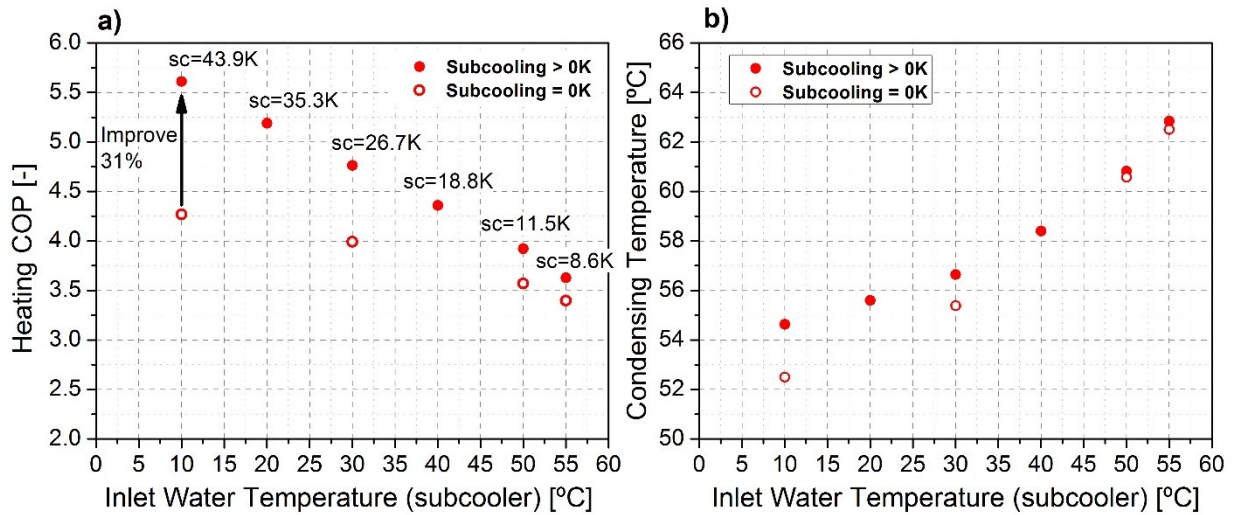 a)
Heating COP [-]
6.0
5.5
5.0
4.5
4.0
3.5
3.0
2.5
2.0
sc=43.9K
sc=35.3K
sc=26.7K
sc=18.8K
sc=11.5K
sc=8.6K
Improve
31%
Subcooling > 0K
Subcooling = 0K
0 5 10 15 20 25 30 35 40 45 50 55 60
Inlet Water Temperature (subcooler) [ºC]
b)
Condensing Temperature [ºC]
66
64
62
60
58
56
54
52
50
Subcooling > 0K
Subcooling = 0K
0 5 10 15 20 25 30 35 40 45 50 55 60
Inlet Water Temperature (subcooler) [ºC]